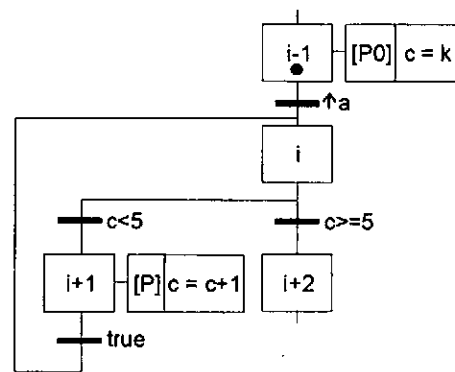 i-1 [P0] c = k
↑a
i
c<5 c>=5
i+1 [P] c = c+1 i+2
true